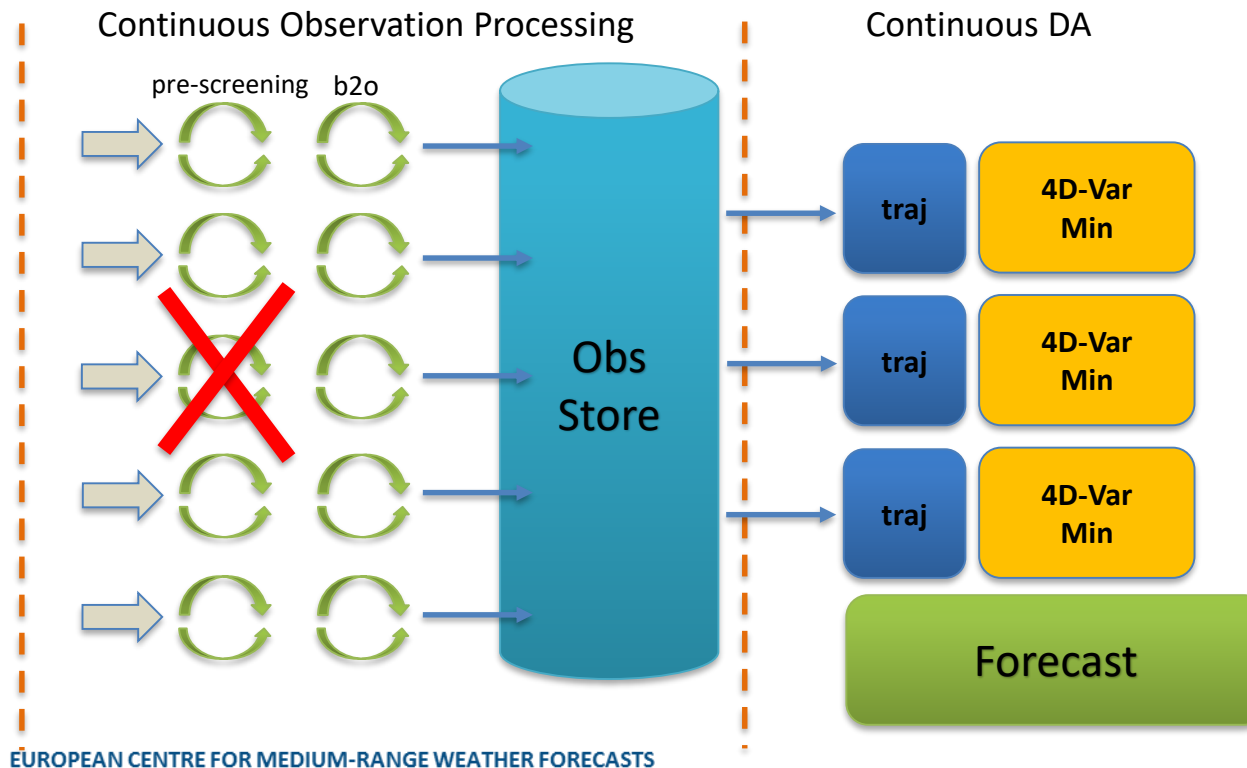 Continuous Observation Processing
Continuous DA
pre-screening
b2o
Obs
Store
traj
4D-Var
Min
traj
4D-Var
Min
traj
4D-Var
Min
Forecast
EUROPEAN CENTRE FOR MEDIUM-RANGE WEATHER FORECASTS